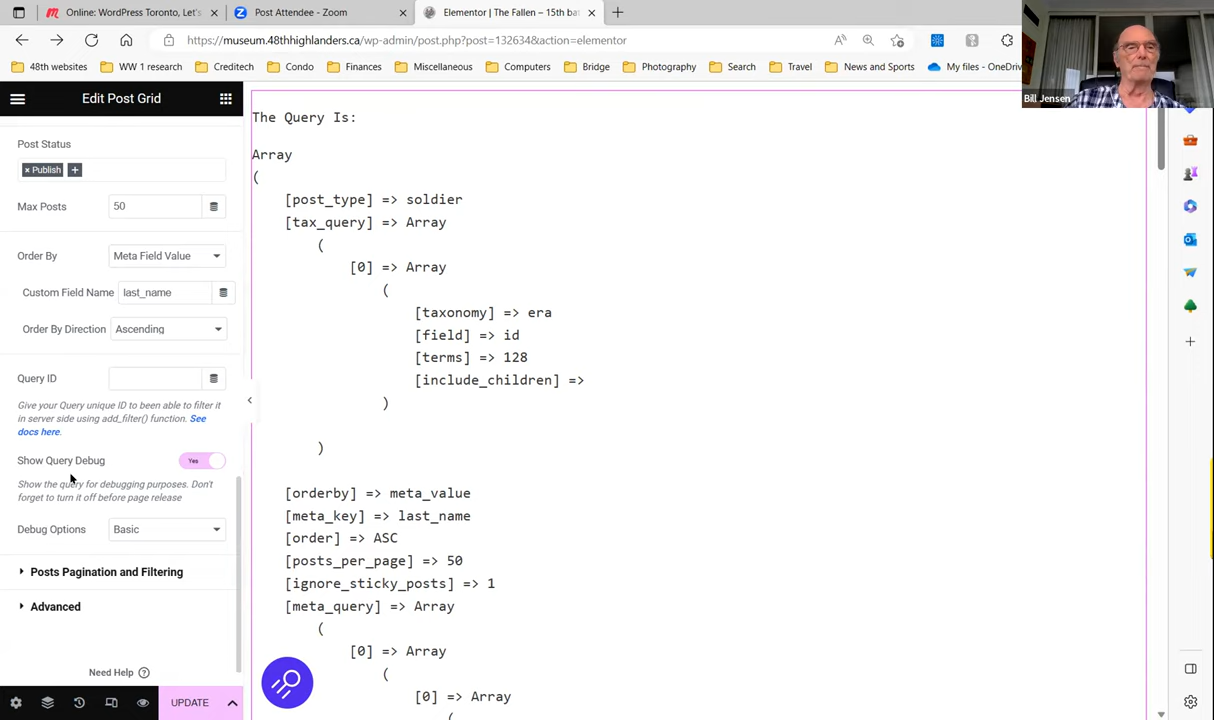 Online: WordPress Toronto, Let's
Post Attendee - Zoom
Elementor | The Fallen – 15th ba
https://museum.48thhighlanders.ca/wp-admin/post.php?post=132634&action=elementor
48th websites
WW 1 research
Creditech
Condo
Finances
Miscellaneous
Computers
Bridge
Photography
Search
Travel
News and Sports
My files - OneDriv
Bill Jensen
Edit Post Grid
Post Status
× Publish +
Max Posts 50
Order By Meta Field Value
Custom Field Name last_name
Order By Direction Ascending
Query ID
Give your Query unique ID to been able to filter it
in server side using add_filter() function. See
docs here.
Show Query Debug Yes
Show the query for debugging purposes. Don't
forget to turn it off before page release
Debug Options Basic
Posts Pagination and Filtering
Advanced
Need Help ?
UPDATE
The Query Is:
Array
(
[post_type] => soldier
[tax_query] => Array
(
[0] => Array
(
[taxonomy] => era
[field] => id
[terms] => 128
[include_children] =>
)
)
[orderby] => meta_value
[meta_key] => last_name
[order] => ASC
[posts_per_page] => 50
[ignore_sticky_posts] => 1
[meta_query] => Array
(
[0] => Array
(
[0] => Array
(